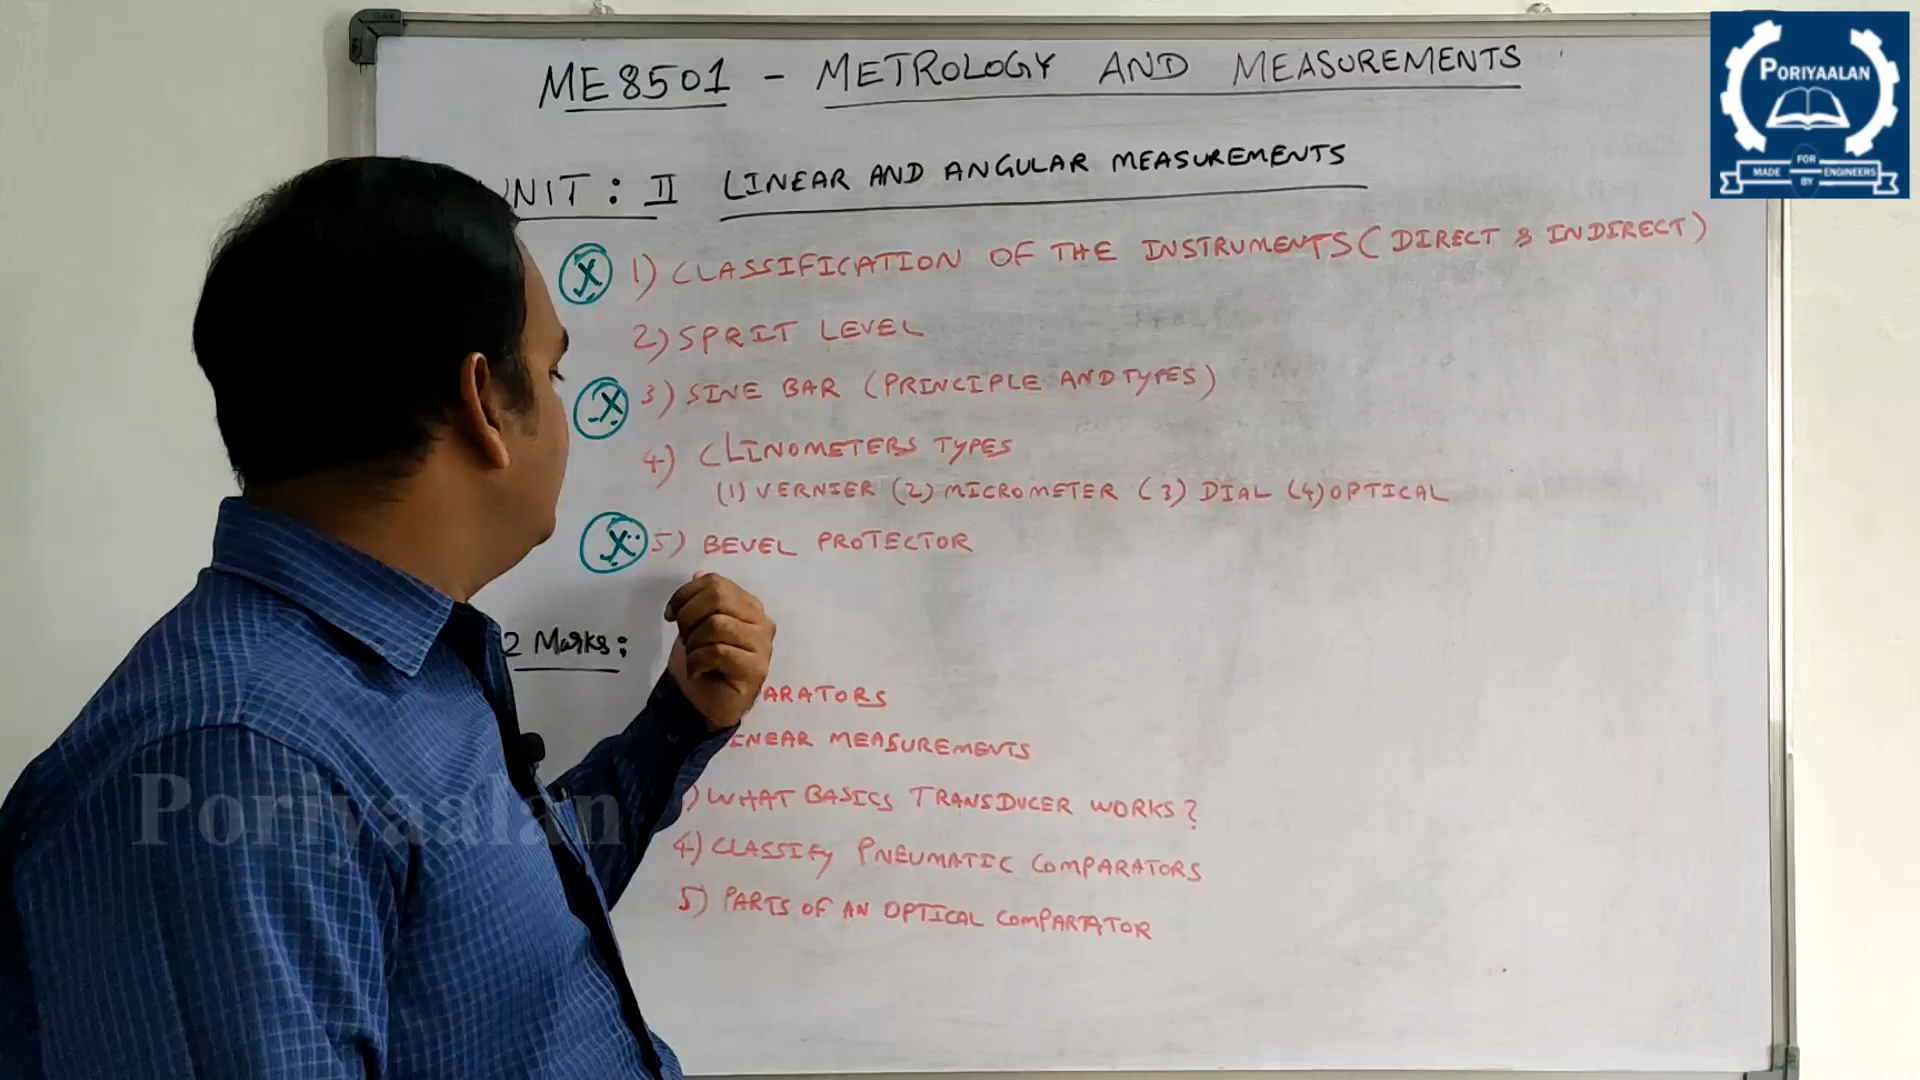 ME8501 - METROLOGY AND MEASUREMENTS
UNIT : II LINEAR AND ANGULAR MEASUREMENTS
X 1) CLASSIFICATION OF THE INSTRUMENTS (DIRECT & INDIRECT)
2) SPRIT LEVEL
X 3) SINE BAR (PRINCIPLE AND TYPES)
4) CLINOMETERS TYPES
(1) VERNIER (2) MICROMETER (3) DIAL (4) OPTICAL
X 5) BEVEL PROTECTOR
2 Marks:
ARATORS
INEAR MEASUREMENTS
) WHAT BASICS TRANSDUCER WORKS?
4) CLASSIFY PNEUMATIC COMPARATORS
5) PARTS OF AN OPTICAL COMPARTATOR
PORIYAALAN
MADE FOR BY ENGINEERS
Poriyaalan